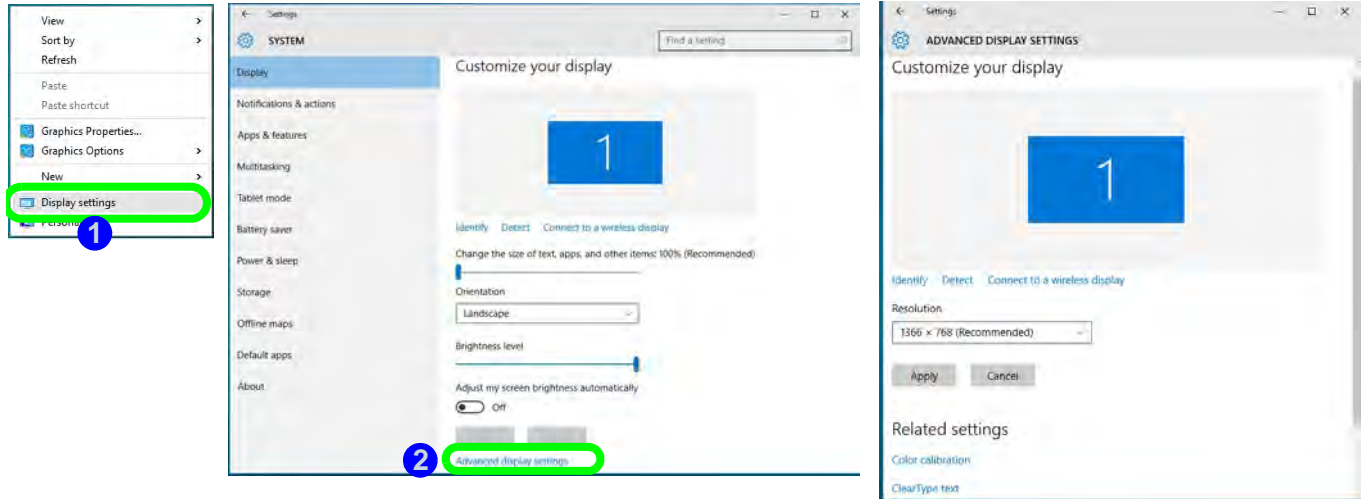 View
Sort by
Refresh
Paste
Paste shortcut
Graphics Properties...
Graphics Options
New
Display settings
1
Settings
SYSTEM
Find a setting
Display
Notifications & actions
Apps & features
Multitasking
Tablet mode
Battery saver
Power & sleep
Storage
Offline maps
Default apps
About
Customize your display
1
Identify Detect Connect to a wireless display
Change the size of text, apps, and other items: 100% (Recommended)
Orientation
Landscape
Brightness level
Adjust my screen brightness automatically
Off
2
Advanced display settings
Settings
ADVANCED DISPLAY SETTINGS
Customize your display
1
Identify Detect Connect to a wireless display
Resolution
1366 × 768 (Recommended)
Apply Cancel
Related settings
Color calibration
ClearType text